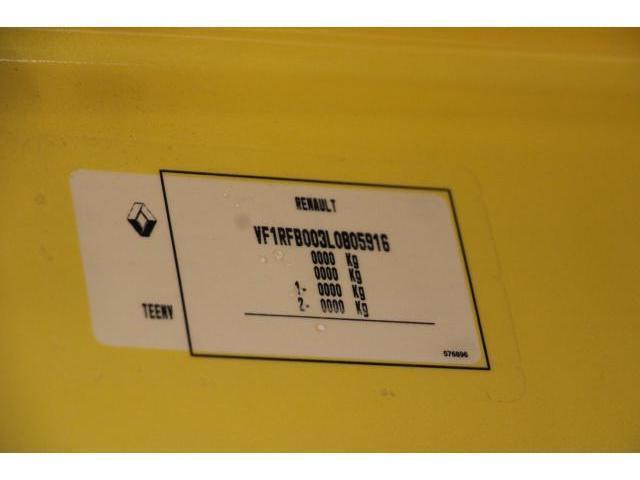 RENAULT
VF1RFB003L0805916
0000 Kg
0000 Kg
1- 0000 Kg
2- 0000 Kg
TEENV
576896